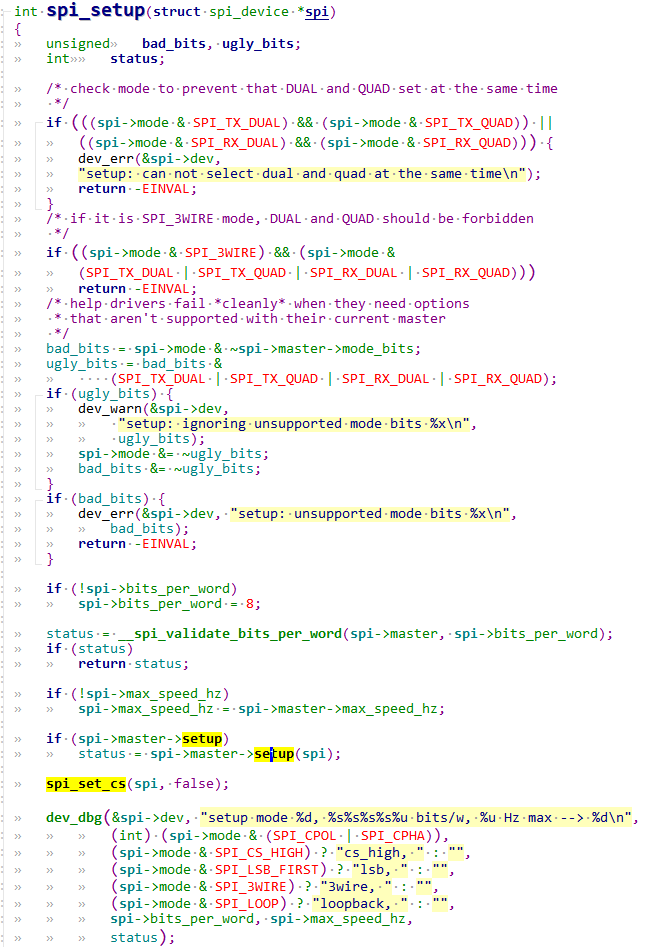 int spi_setup(struct spi_device *spi)
{
unsigned bad_bits, ugly_bits;
int status;
/* check mode to prevent that DUAL and QUAD set at the same time
*/
if (((spi->mode & SPI_TX_DUAL) && (spi->mode & SPI_TX_QUAD)) ||
((spi->mode & SPI_RX_DUAL) && (spi->mode & SPI_RX_QUAD))) {
dev_err(&spi->dev,
"setup: can not select dual and quad at the same time\n");
return -EINVAL;
}
/* if it is SPI_3WIRE mode, DUAL and QUAD should be forbidden
*/
if ((spi->mode & SPI_3WIRE) && (spi->mode &
(SPI_TX_DUAL | SPI_TX_QUAD | SPI_RX_DUAL | SPI_RX_QUAD)))
return -EINVAL;
/* help drivers fail *cleanly* when they need options
* that aren't supported with their current master
*/
bad_bits = spi->mode & ~spi->master->mode_bits;
ugly_bits = bad_bits &
(SPI_TX_DUAL | SPI_TX_QUAD | SPI_RX_DUAL | SPI_RX_QUAD);
if (ugly_bits) {
dev_warn(&spi->dev,
"setup: ignoring unsupported mode bits %x\n",
ugly_bits);
spi->mode &= ~ugly_bits;
bad_bits &= ~ugly_bits;
}
if (bad_bits) {
dev_err(&spi->dev, "setup: unsupported mode bits %x\n",
bad_bits);
return -EINVAL;
}
if (!spi->bits_per_word)
spi->bits_per_word = 8;
status = __spi_validate_bits_per_word(spi->master, spi->bits_per_word);
if (status)
return status;
if (!spi->max_speed_hz)
spi->max_speed_hz = spi->master->max_speed_hz;
if (spi->master->setup)
status = spi->master->setup(spi);
spi_set_cs(spi, false);
dev_dbg(&spi->dev, "setup mode %d, %s%s%s%s%u bits/w, %u Hz max --> %d\n",
(int) (spi->mode & (SPI_CPOL | SPI_CPHA)),
(spi->mode & SPI_CS_HIGH) ? "cs_high, " : "",
(spi->mode & SPI_LSB_FIRST) ? "lsb, " : "",
(spi->mode & SPI_3WIRE) ? "3wire, " : "",
(spi->mode & SPI_LOOP) ? "loopback, " : "",
spi->bits_per_word, spi->max_speed_hz,
status);